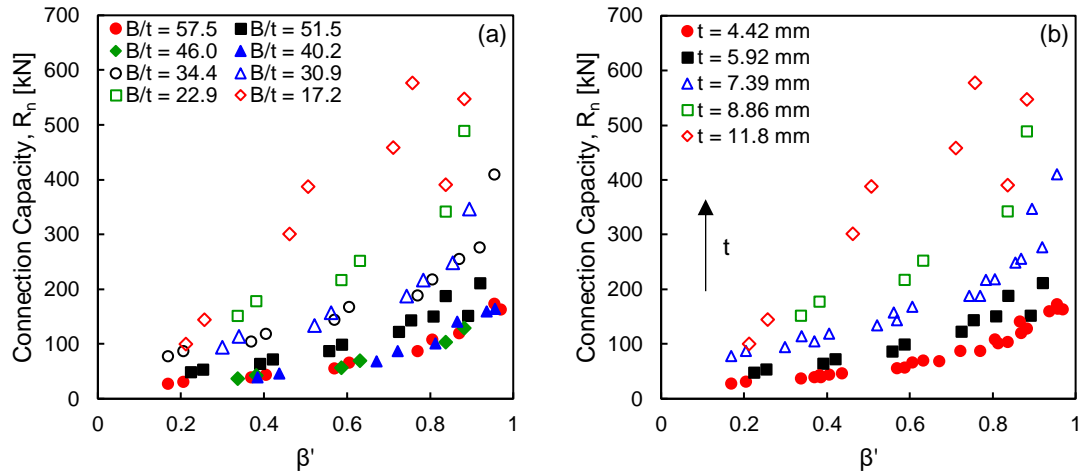 (a)
B/t = 57.5 B/t = 51.5
B/t = 46.0 B/t = 40.2
B/t = 34.4 B/t = 30.9
B/t = 22.9 B/t = 17.2
Connection Capacity, Rₙ [kN]
700
600
500
400
300
200
100
0
0 0.2 0.4 0.6 0.8 1
β'
(b)
t = 4.42 mm
t = 5.92 mm
t = 7.39 mm
t = 8.86 mm
t = 11.8 mm
t
Connection Capacity, Rₙ [kN]
700
600
500
400
300
200
100
0
0 0.2 0.4 0.6 0.8 1
β'